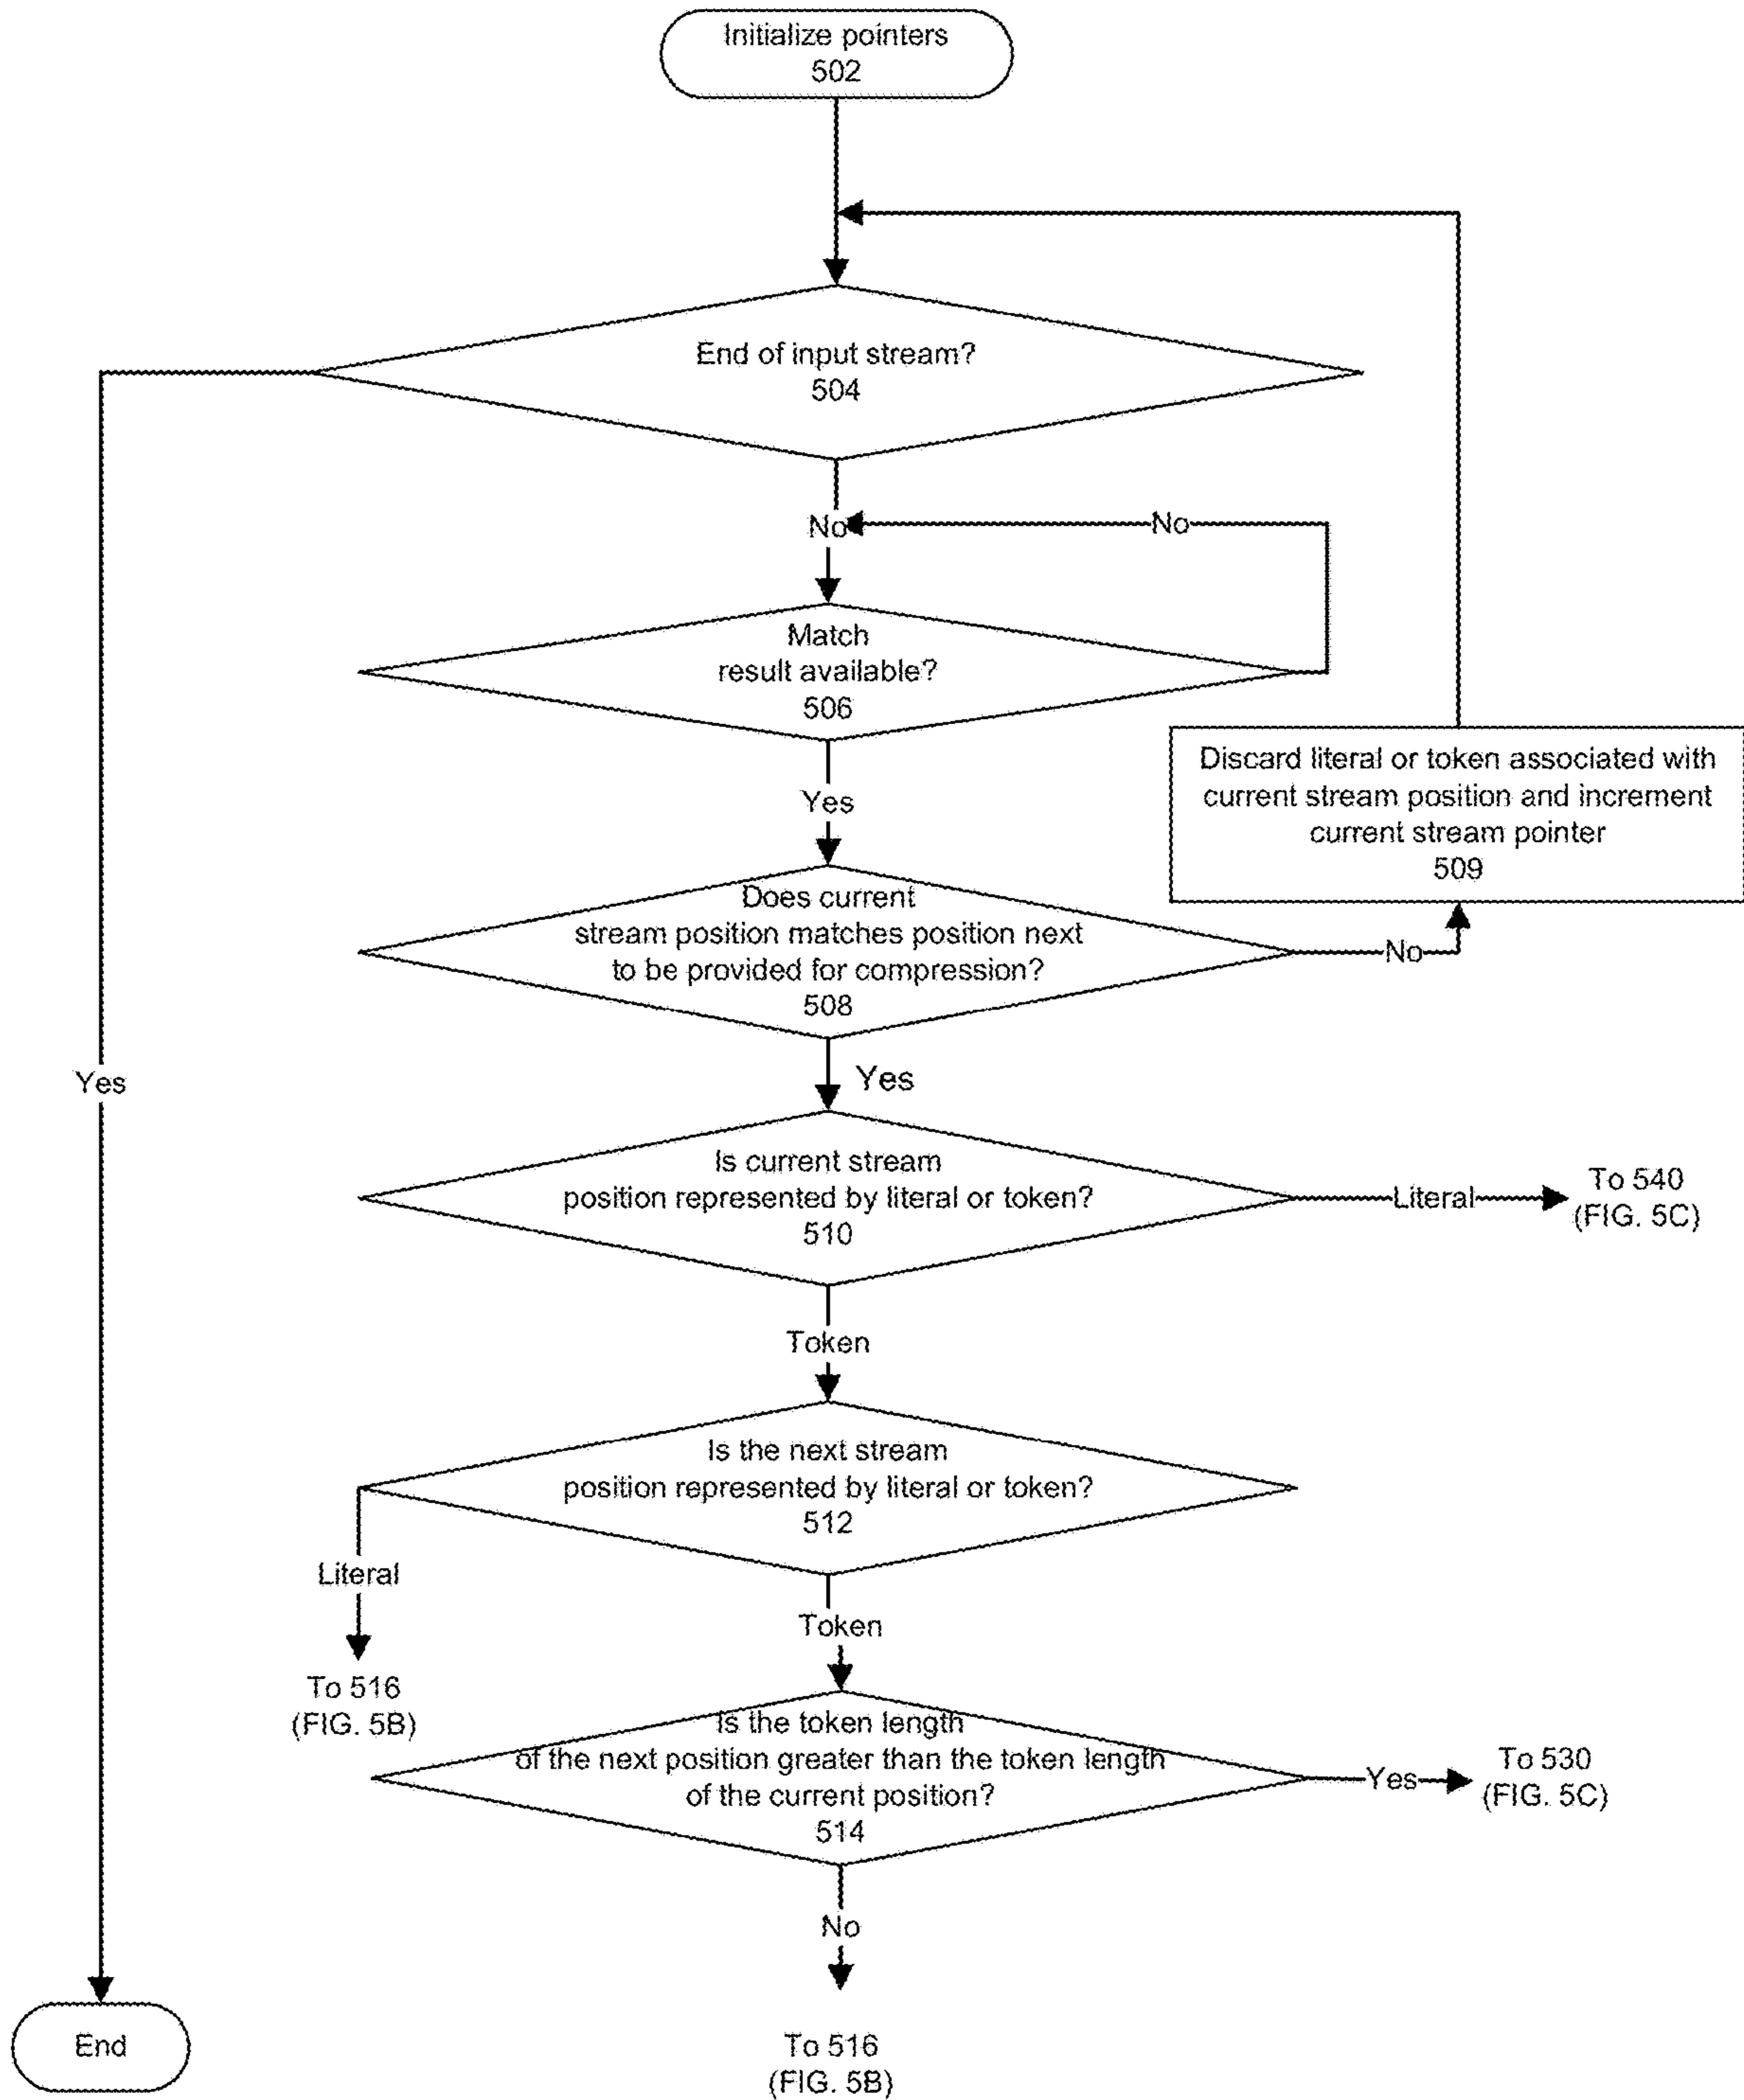 Initialize pointers
502
End of input stream?
504
No
No
Match
result available?
506
Discard literal or token associated with
current stream position and increment
current stream pointer
509
Yes
Does current
stream position matches position next
to be provided for compression?
508
No
Yes
Yes
Is current stream
position represented by literal or token?
510
Literal
To 540
(FIG. 5C)
Token
Is the next stream
position represented by literal or token?
512
Literal
Token
To 516
(FIG. 5B)
Is the token length
of the next position greater than the token length
of the current position?
514
Yes
To 530
(FIG. 5C)
No
End
To 516
(FIG. 5B)